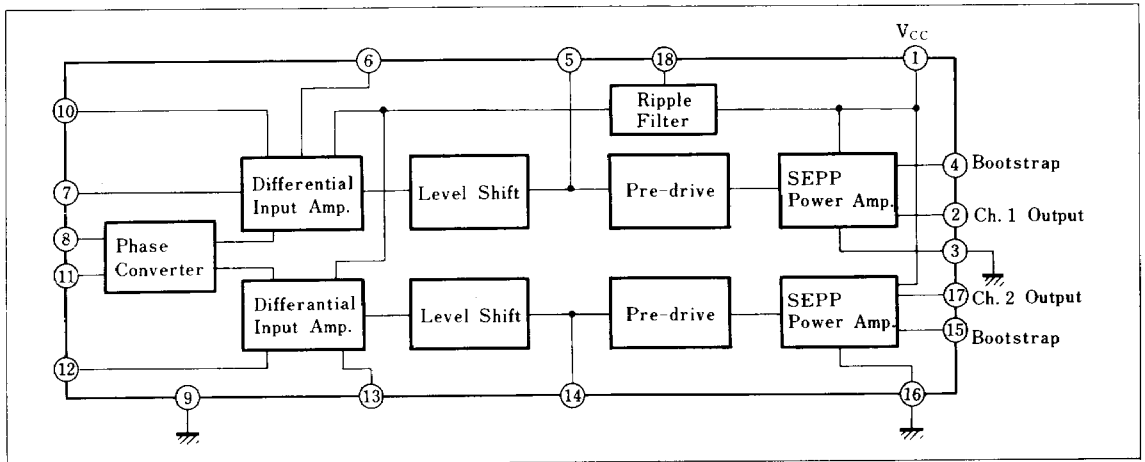 VCC
6
5
18
1
10
Ripple
Filter
4
Bootstrap
7
Differential
Input Amp.
Level Shift
Pre-drive
SEPP
Power Amp.
2
Ch. 1 Output
8
Phase
Converter
3
11
Differantial
Input Amp.
Level Shift
Pre-drive
SEPP
Power Amp.
17
Ch. 2 Output
15
Bootstrap
12
9
13
14
16